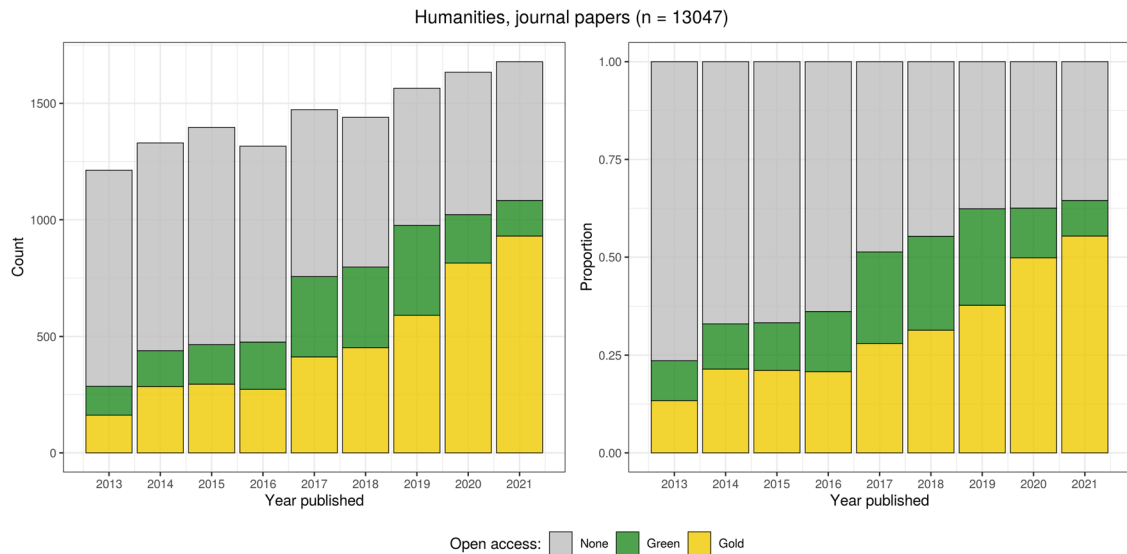 Humanities, journal papers (n = 13047)
Count
1500
1000
500
0
2013 2014 2015 2016 2017 2018 2019 2020 2021
Year published
Proportion
1.00
0.75
0.50
0.25
0.00
2013 2014 2015 2016 2017 2018 2019 2020 2021
Year published
Open access: None Green Gold